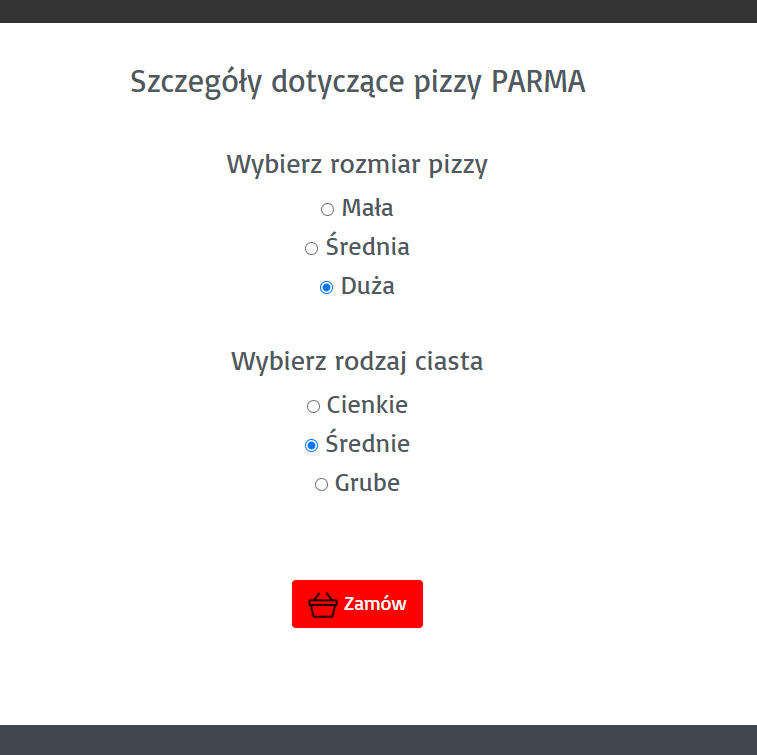 Szczegóły dotyczące pizzy PARMA
Wybierz rozmiar pizzy
Mała
Średnia
Duża
Wybierz rodzaj ciasta
Cienkie
Średnie
Grube
Zamów